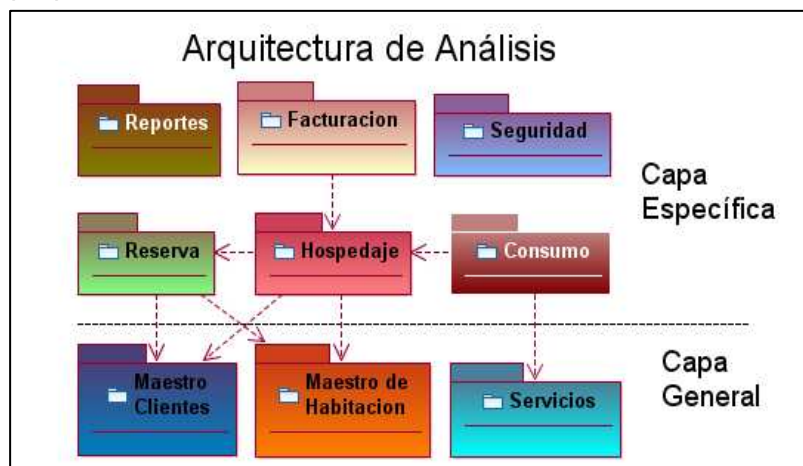 Arquitectura de Análisis
Reportes
Facturacion
Seguridad
Capa
Específica
Reserva
Hospedaje
Consumo
Maestro
Clientes
Maestro de
Habitacion
Servicios
Capa
General